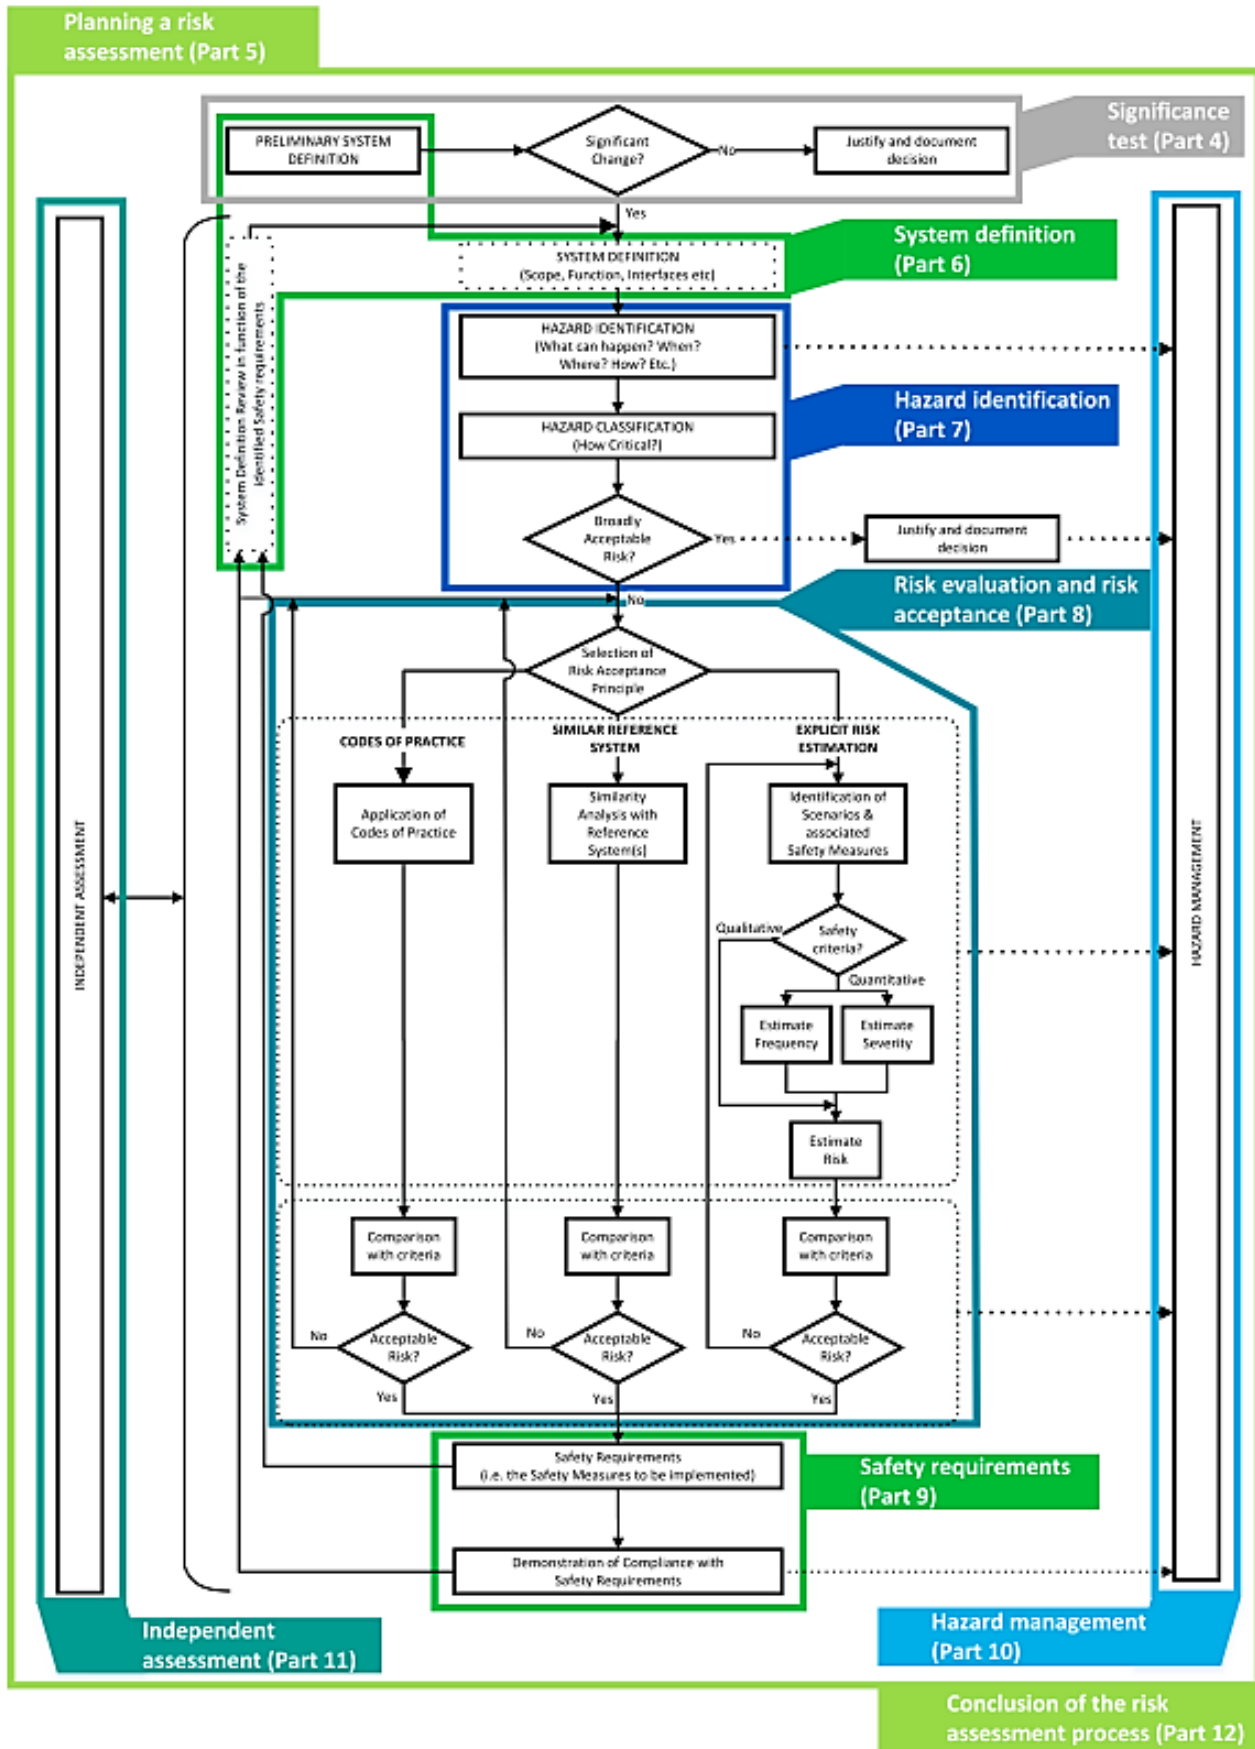 Planning a risk
assessment (Part 5)
Significance
test (Part 4)
PRELIMINARY SYSTEM
DEFINITION
Significant
Change?
No
Justify and document
decision
Yes
System definition
(Part 6)
SYSTEM DEFINITION
(Scope, Function, Interfaces etc)
System Definition Review in function of the
identified Safety requirements
HAZARD IDENTIFICATION
(What can happen? When?
Where? How? Etc.)
Hazard identification
(Part 7)
HAZARD CLASSIFICATION
(How Critical?)
Broadly
Acceptable
Risk?
Yes
Justify and document
decision
No
Risk evaluation and risk
acceptance (Part 8)
Selection of
Risk Acceptance
Principle
CODES OF PRACTICE
SIMILAR REFERENCE
SYSTEM
EXPLICIT RISK
ESTIMATION
Application of
Codes of Practice
Similarity
Analysis with
Reference
System(s)
Identification of
Scenarios &
associated
Safety Measures
INDEPENDENT ASSESSMENT
HAZARD MANAGEMENT
Qualitative
Safety
criteria?
Quantitative
Estimate
Frequency
Estimate
Severity
Estimate
Risk
Comparison
with criteria
Comparison
with criteria
Comparison
with criteria
No
Acceptable
Risk?
Yes
No
Acceptable
Risk?
Yes
No
Acceptable
Risk?
Yes
Safety Requirements
(i.e. the Safety Measures to be implemented)
Safety requirements
(Part 9)
Demonstration of Compliance with
Safety Requirements
Independent
assessment (Part 11)
Hazard management
(Part 10)
Conclusion of the risk
assessment process (Part 12)